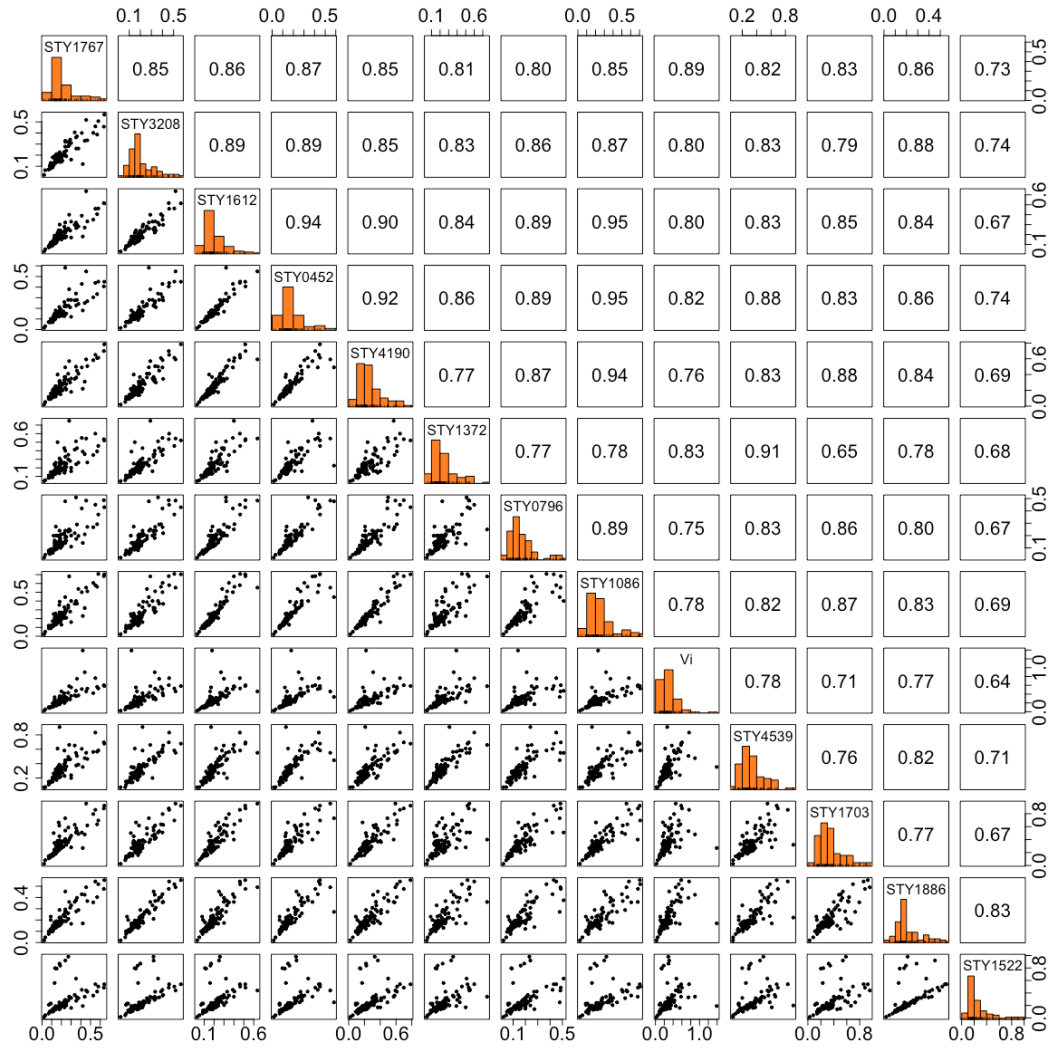 0.1 0.5 0.0 0.5 0.1 0.6 0.0 0.6 0.2 0.8 0.0 0.4
STY1767 0.85 0.86 0.87 0.85 0.81 0.80 0.85 0.89 0.82 0.83 0.86 0.73 0.0 0.5
0.1 0.5 STY3208 0.89 0.89 0.85 0.83 0.86 0.87 0.80 0.83 0.79 0.88 0.74
STY1612 0.94 0.90 0.84 0.89 0.95 0.80 0.83 0.85 0.84 0.67 0.1 0.6
0.0 0.5 STY0452 0.92 0.86 0.89 0.95 0.82 0.88 0.83 0.86 0.74
STY4190 0.77 0.87 0.94 0.76 0.83 0.88 0.84 0.69 0.0 0.6
0.1 0.6 STY1372 0.77 0.78 0.83 0.91 0.65 0.78 0.68
STY0796 0.89 0.75 0.83 0.86 0.80 0.67 0.1 0.5
0.0 0.5 STY1086 0.78 0.82 0.87 0.83 0.69
Vi 0.78 0.71 0.77 0.64 0.0 1.0
0.2 0.8 STY4539 0.76 0.82 0.71
STY1703 0.77 0.67 0.0 0.8
0.0 0.4 STY1886 0.83
STY1522 0.0 0.8
0.0 0.6 0.1 0.6 0.0 0.6 0.1 0.5 0.0 1.0 0.0 0.8 0.0 0.8